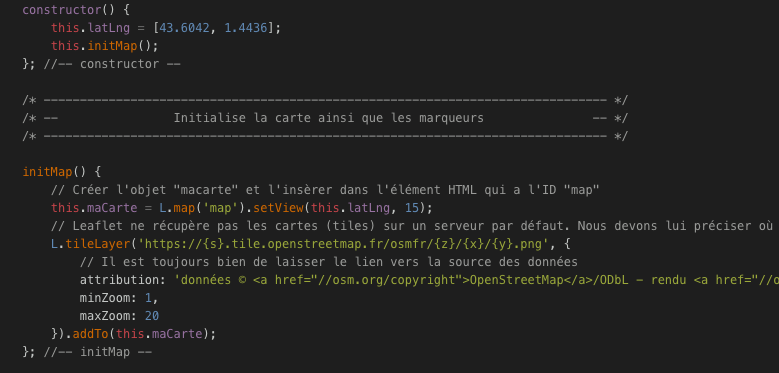 constructor() {
this.latLng = [43.6042, 1.4436];
this.initMap();
}; //-- constructor --
/* ------------------------------------------------------------------------------ */
/* --                Initialise la carte ainsi que les marqueurs               -- */
/* ------------------------------------------------------------------------------ */
initMap() {
// Créer l'objet "macarte" et l'insèrer dans l'élément HTML qui a l'ID "map"
this.maCarte = L.map('map').setView(this.latLng, 15);
// Leaflet ne récupère pas les cartes (tiles) sur un serveur par défaut. Nous devons lui préciser où
L.tileLayer('https://{s}.tile.openstreetmap.fr/osmfr/{z}/{x}/{y}.png', {
// Il est toujours bien de laisser le lien vers la source des données
attribution: 'données © <a href="//osm.org/copyright">OpenStreetMap</a>/ODbL - rendu <a href="//o
minZoom: 1,
maxZoom: 20
}).addTo(this.maCarte);
}; //-- initMap --